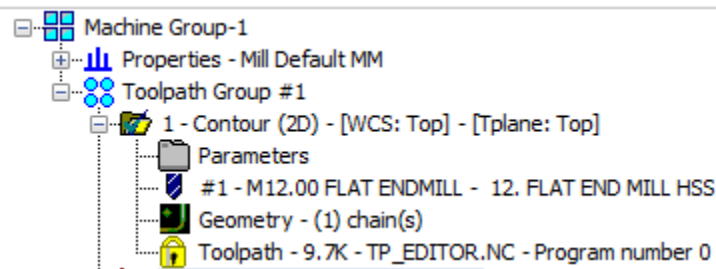 Machine Group-1
Properties - Mill Default MM
Toolpath Group #1
1 - Contour (2D) - [WCS: Top] - [Tplane: Top]
Parameters
#1 - M12.00 FLAT ENDMILL - 12. FLAT END MILL HSS
Geometry - (1) chain(s)
Toolpath - 9.7K - TP_EDITOR.NC - Program number 0